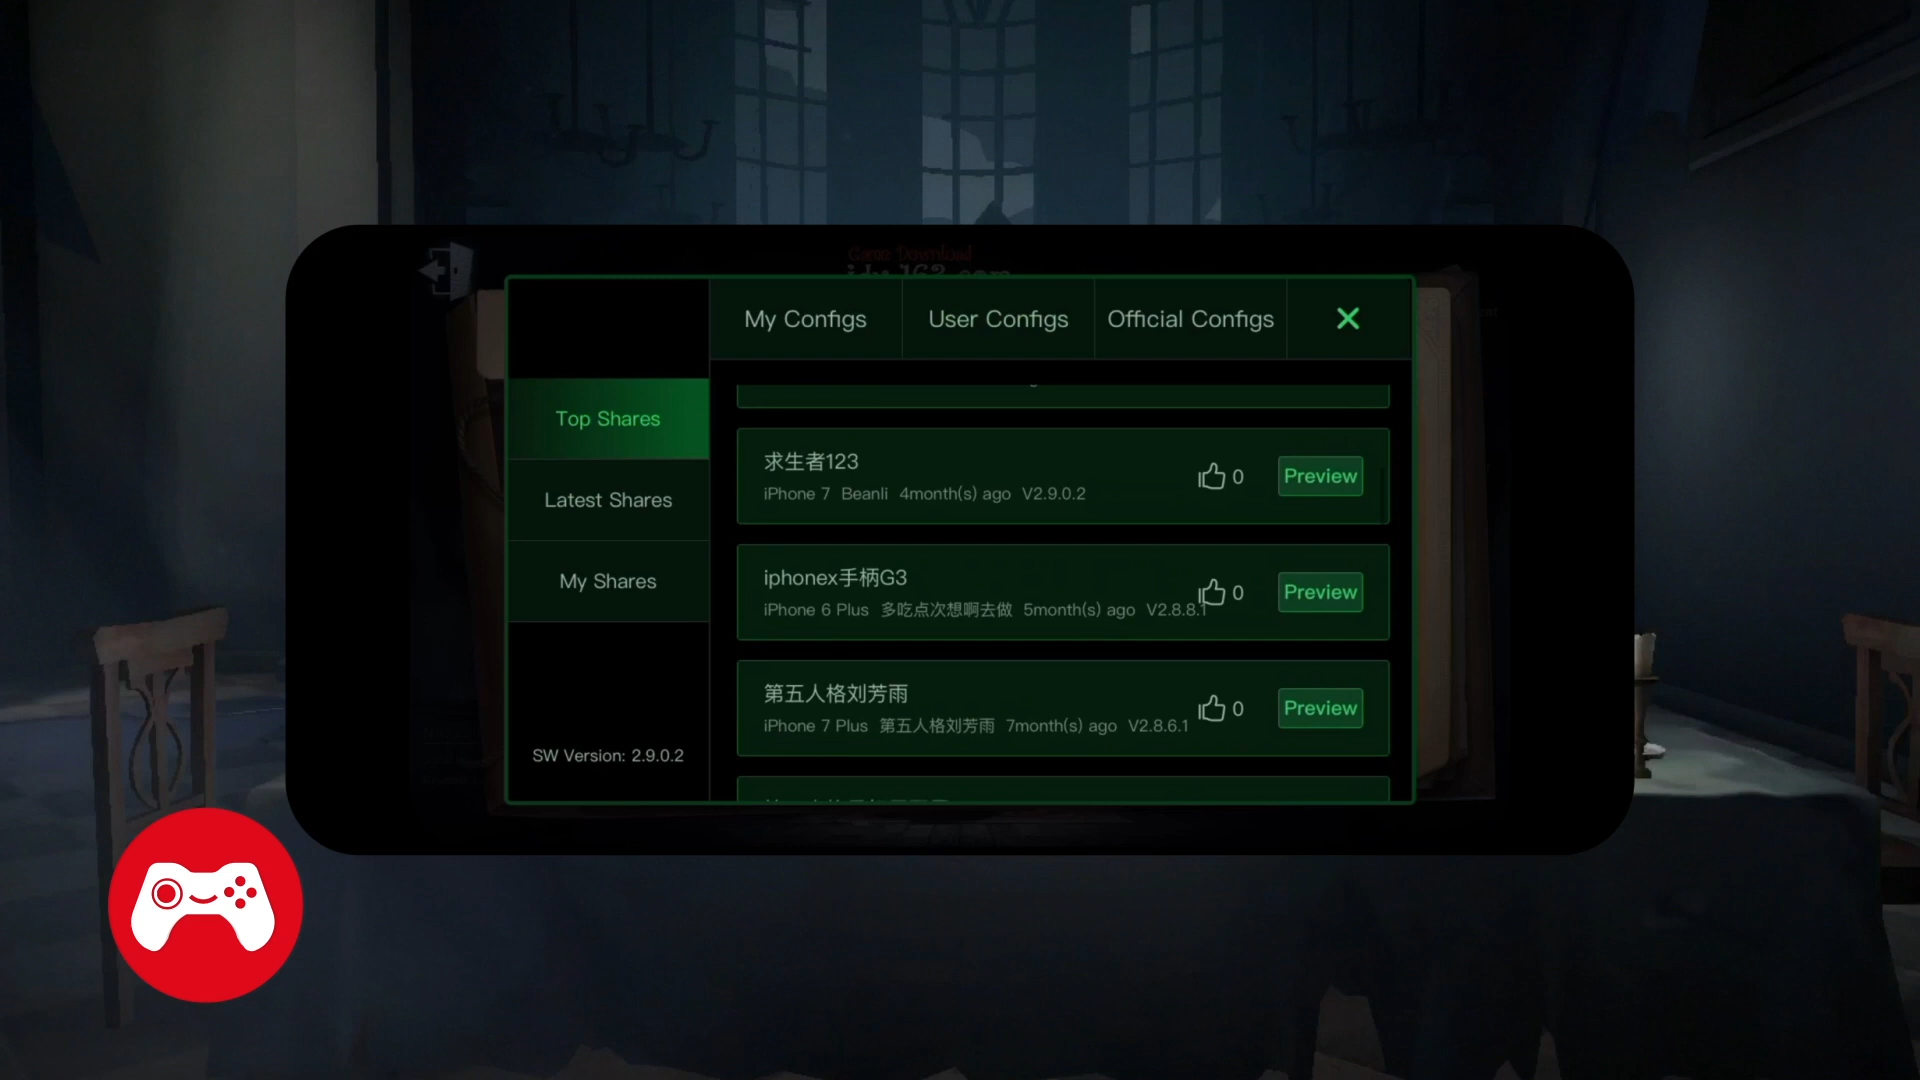 Game Download
My Configs
User Configs
Official Configs
Top Shares
Latest Shares
My Shares
SW Version: 2.9.0.2
求生者123
iPhone 7 Beanli 4month(s) ago V2.9.0.2
0
Preview
iphonex手柄G3
iPhone 6 Plus 多吃点次想啊去做 5month(s) ago V2.8.8.1
0
Preview
第五人格刘芳雨
iPhone 7 Plus 第五人格刘芳雨 7month(s) ago V2.8.6.1
0
Preview